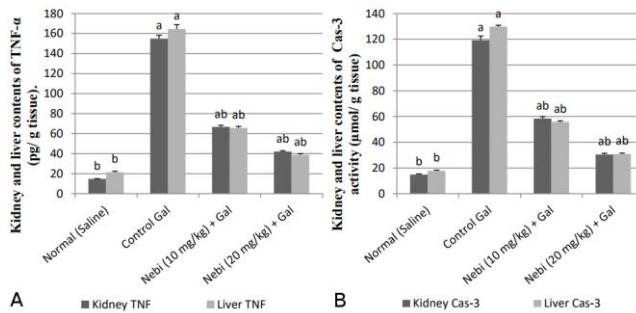 Kidney and liver contents of TNF-α
(pg/ g tissue).
180
160
140
120
100
80
60
40
20
0
b b
a a
ab ab
ab ab
Normal (Saline)
Control Gal
Nebi (10 mg/kg) + Gal
Nebi (20 mg/kg) + Gal
A
Kidney TNF
Liver TNF
Kidney and liver contents of Cas-3
activity (µmol/ g tissue)
140
120
100
80
60
40
20
0
b b
a a
ab ab
ab ab
Normal (Saline)
Control Gal
Nebi (10 mg/kg) + Gal
Nebi (20 mg/kg) + Gal
B
Kidney Cas-3
Liver Cas-3